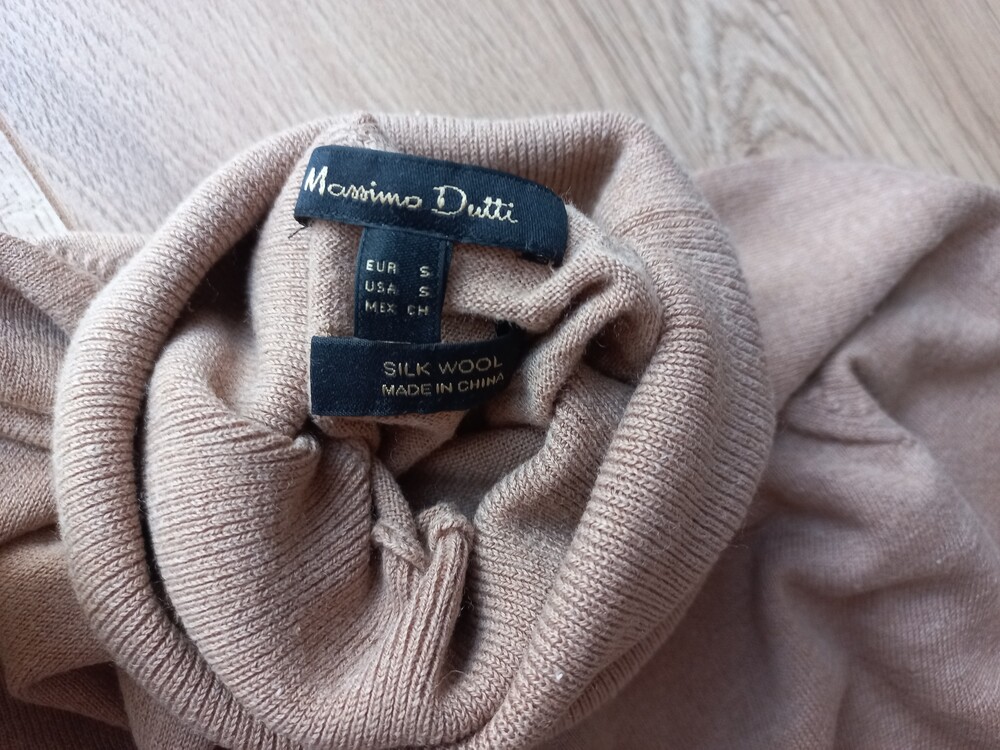 Massimo Dutti
EUR S
USA S
MEX CH
SILK WOOL
MADE IN CHINA